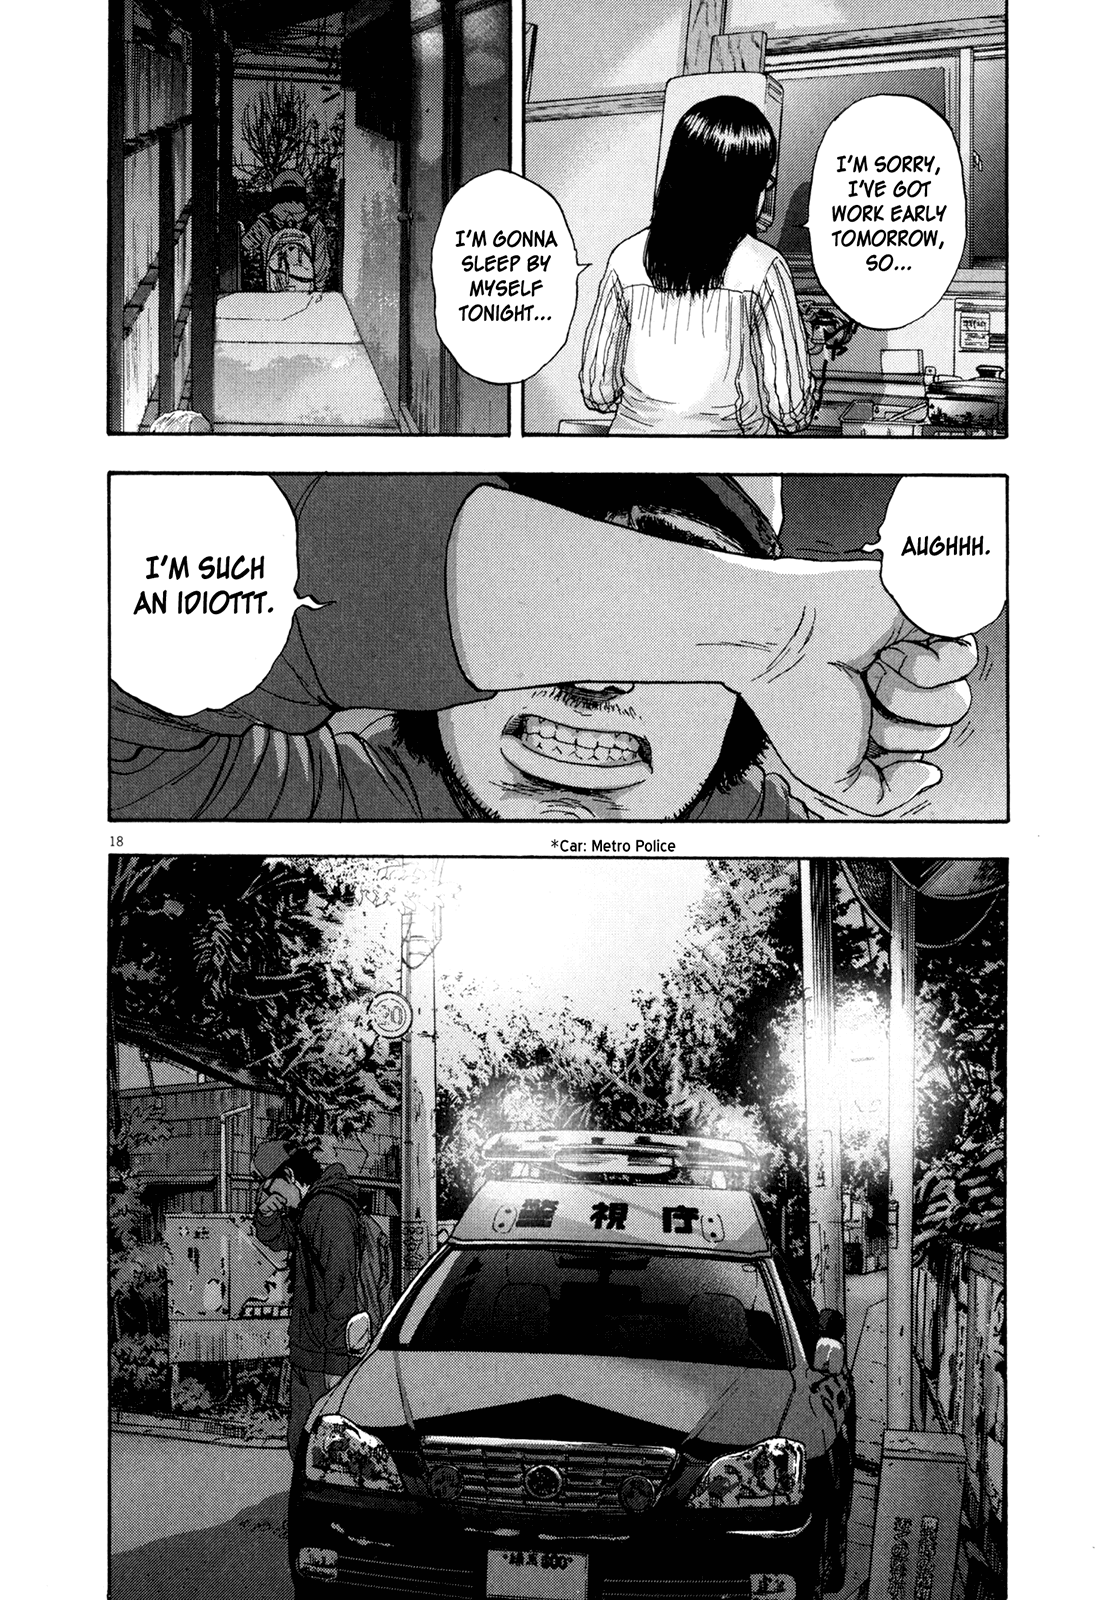 I'M SORRY,
I'VE GOT
WORK EARLY
TOMORROW,
SO...
I'M GONNA
SLEEP BY
MYSELF
TONIGHT...
AUGHHH.
I'M SUCH
AN IDIOTTT.
18
*Car: Metro Police
20
警視庁